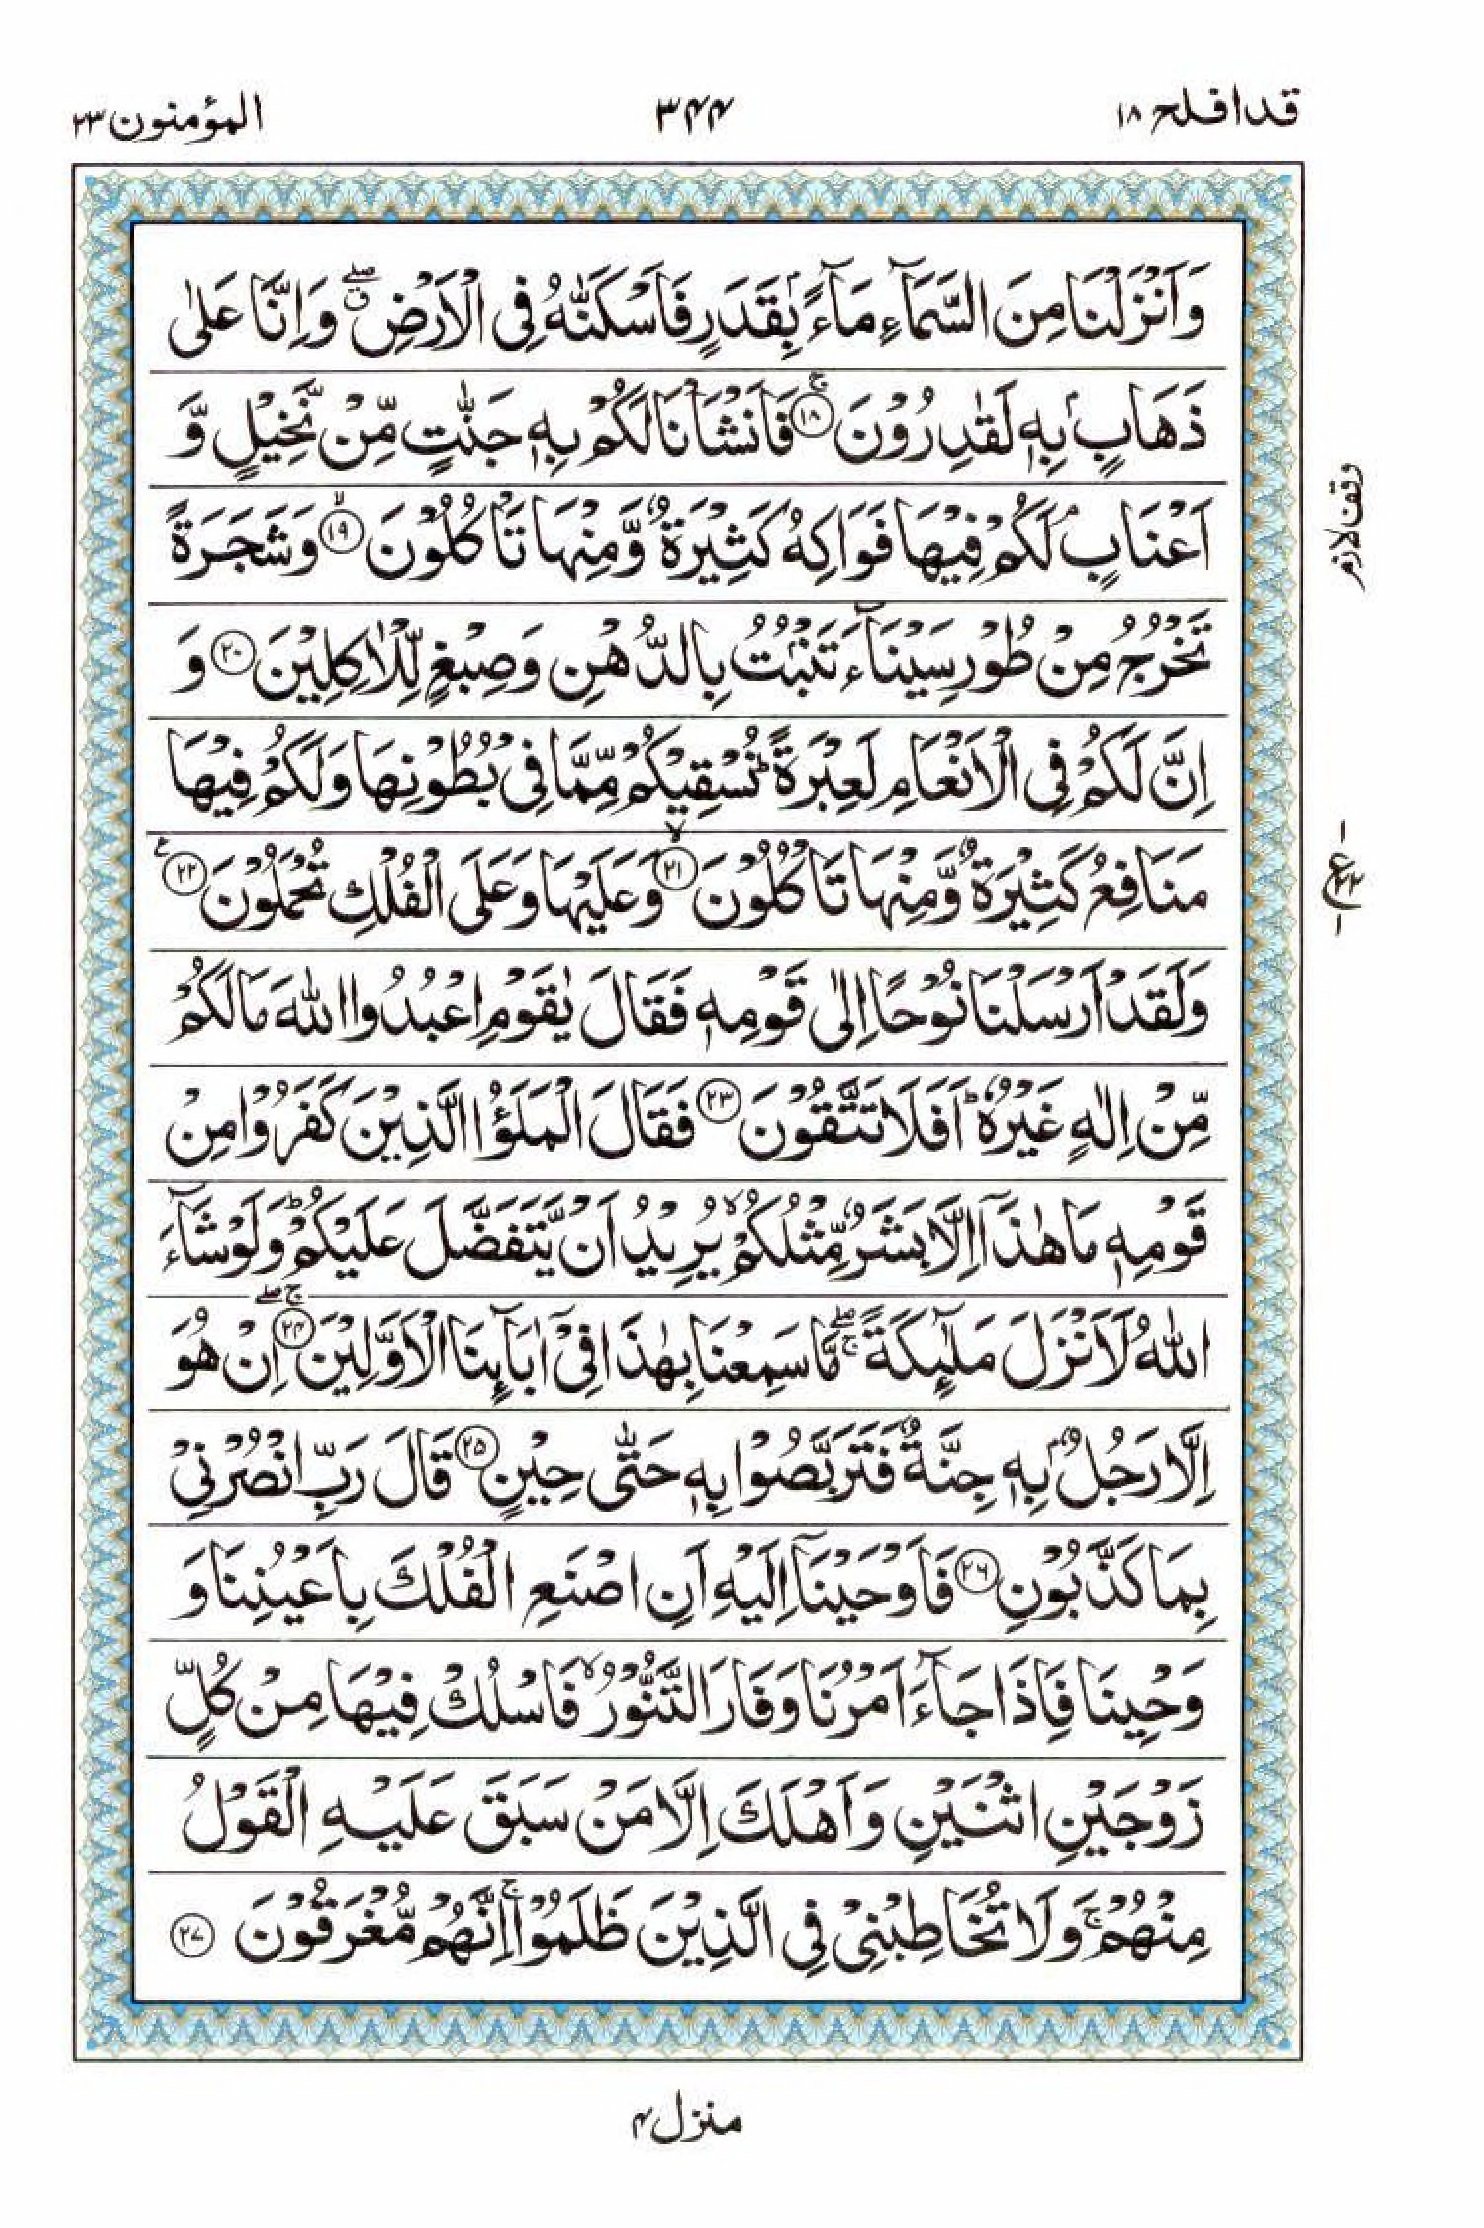 قد افلح ۱۸
۳۴۴
المؤمنون ۲۳
وَاَنْزَلْنَا مِنَ السَّمَآءِ مَآءًۢ بِقَدَرٍ فَاَسْكَنّٰهُ فِی الْاَرْضِ ۖۗ وَاِنَّا عَلٰی
ذَهَابٍۭ بِهٖ لَقٰدِرُوْنَ ۚ﴿۱۸﴾ فَاَنْشَاْنَا لَكُمْ بِهٖ جَنّٰتٍ مِّنْ نَّخِیْلٍ وَّ
اَعْنَابٍ ۘ لَكُمْ فِیْهَا فَوَاكِهُ كَثِیْرَةٌ وَّمِنْهَا تَاْكُلُوْنَ ۙ﴿۱۹﴾ وَشَجَرَةً
تَخْرُجُ مِنْ طُوْرِ سَیْنَآءَ تَنْۢبُتُ بِالدُّهْنِ وَصِبْغٍ لِّلْاٰكِلِیْنَ ﴿۲۰﴾ وَ
اِنَّ لَكُمْ فِی الْاَنْعَامِ لَعِبْرَةً ؕ نُسْقِیْكُمْ مِّمَّا فِیْ بُطُوْنِهَا وَلَكُمْ فِیْهَا
مَنَافِعُ كَثِیْرَةٌ وَّمِنْهَا تَاْكُلُوْنَ ۙ﴿۲۱﴾ وَعَلَیْهَا وَعَلَی الْفُلْكِ تُحْمَلُوْنَ ﴿۲۲﴾ ع
وَلَقَدْ اَرْسَلْنَا نُوْحًا اِلٰی قَوْمِهٖ فَقَالَ یٰقَوْمِ اعْبُدُوا اللّٰهَ مَا لَكُمْ
مِّنْ اِلٰهٍ غَیْرُهٗ ؕ اَفَلَا تَتَّقُوْنَ ﴿۲۳﴾ فَقَالَ الْمَلَؤُا الَّذِیْنَ كَفَرُوْا مِنْ
قَوْمِهٖ مَا هٰذَآ اِلَّا بَشَرٌ مِّثْلُكُمْ ۙ یُرِیْدُ اَنْ یَّتَفَضَّلَ عَلَیْكُمْ ؕ وَلَوْ شَآءَ
اللّٰهُ لَاَنْزَلَ مَلٰٓىِٕكَةً ۖۚ مَّا سَمِعْنَا بِهٰذَا فِیْۤ اٰبَآىِٕنَا الْاَوَّلِیْنَ ۖۚ﴿۲۴﴾ اِنْ هُوَ
اِلَّا رَجُلٌۢ بِهٖ جِنَّةٌ فَتَرَبَّصُوْا بِهٖ حَتّٰی حِیْنٍ ﴿۲۵﴾ قَالَ رَبِّ انْصُرْنِیْ
بِمَا كَذَّبُوْنِ ﴿۲۶﴾ فَاَوْحَیْنَاۤ اِلَیْهِ اَنِ اصْنَعِ الْفُلْكَ بِاَعْیُنِنَا وَ
وَحْیِنَا فَاِذَا جَآءَ اَمْرُنَا وَفَارَ التَّنُّوْرُ ۙ فَاسْلُكْ فِیْهَا مِنْ كُلٍّ
زَوْجَیْنِ اثْنَیْنِ وَاَهْلَكَ اِلَّا مَنْ سَبَقَ عَلَیْهِ الْقَوْلُ
مِنْهُمْ ۚ وَلَا تُخَاطِبْنِیْ فِی الَّذِیْنَ ظَلَمُوْا ۚ اِنَّهُمْ مُّغْرَقُوْنَ ﴿۲۷﴾
وقف لازم
منزل ۴